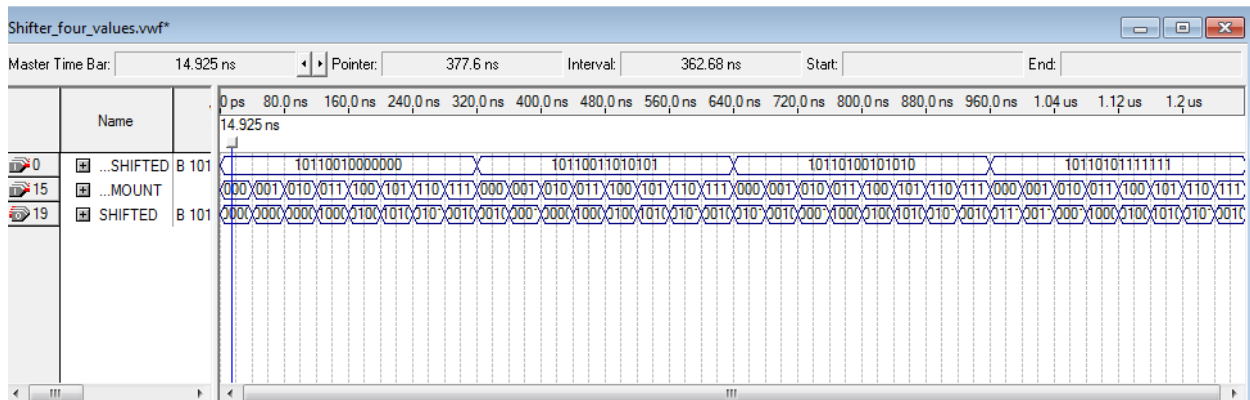 Shifter_four_values.vwf*
Master Time Bar: 14.925 ns Pointer: 377.6 ns Interval: 362.68 ns Start: End:
Name 0 ps 80.0 ns 160.0 ns 240.0 ns 320.0 ns 400.0 ns 480.0 ns 560.0 ns 640.0 ns 720.0 ns 800.0 ns 880.0 ns 960.0 ns 1.04 us 1.12 us 1.2 us
14.925 ns
0 ...SHIFTED B 101 10110010000000 10110011010101 10110100101010 10110101111111
15 ...MOUNT 000 001 010 011 100 101 110 111 000 001 010 011 100 101 110 111 000 001 010 011 100 101 110 111 000 001 010 011 100 101 110 111
19 SHIFTED B 101